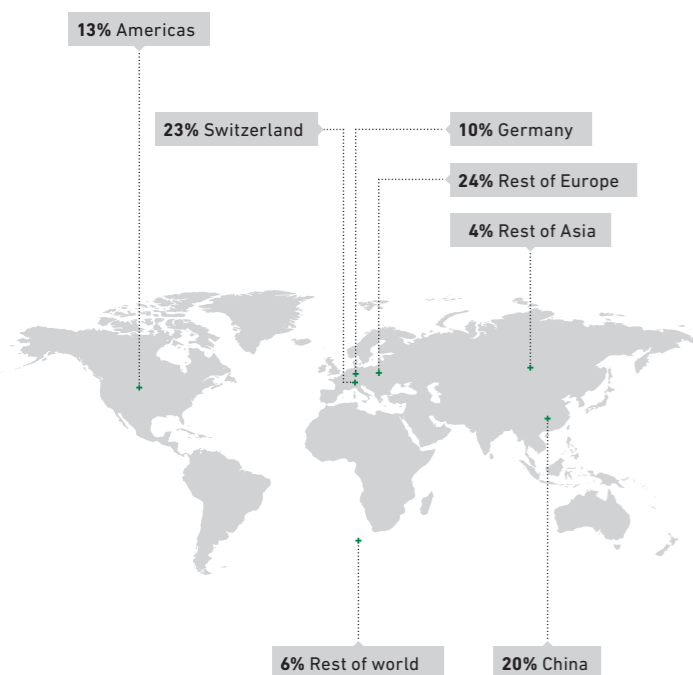 13% Americas
23% Switzerland
10% Germany
24% Rest of Europe
4% Rest of Asia
6% Rest of world
20% China